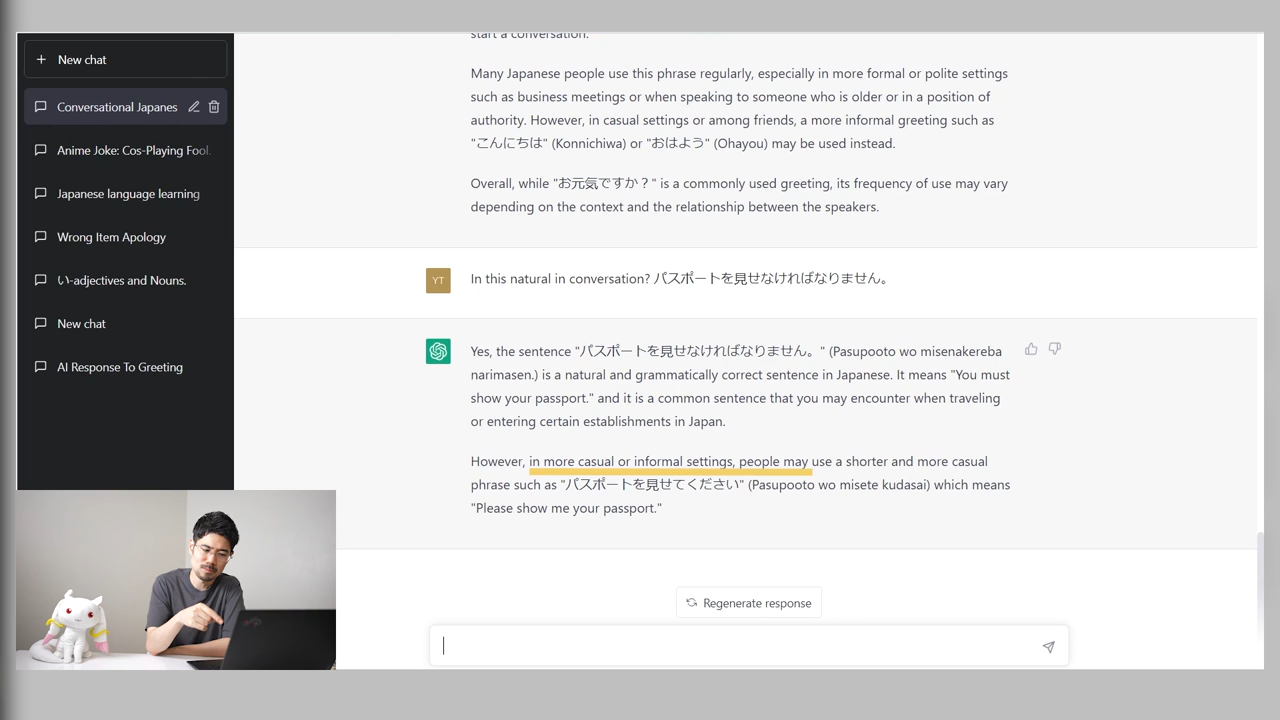 New chat
Conversational Japanes
Anime Joke: Cos-Playing Fool.
Japanese language learning
Wrong Item Apology
い-adjectives and Nouns.
New chat
AI Response To Greeting
start a conversation.
Many Japanese people use this phrase regularly, especially in more formal or polite settings
such as business meetings or when speaking to someone who is older or in a position of
authority. However, in casual settings or among friends, a more informal greeting such as
"こんにちは" (Konnichiwa) or "おはよう" (Ohayou) may be used instead.
Overall, while "お元気ですか？" is a commonly used greeting, its frequency of use may vary
depending on the context and the relationship between the speakers.
YT
In this natural in conversation? パスポートを見せなければなりません。
Yes, the sentence "パスポートを見せなければなりません。" (Pasupooto wo misenakereba
narimasen.) is a natural and grammatically correct sentence in Japanese. It means "You must
show your passport." and it is a common sentence that you may encounter when traveling
or entering certain establishments in Japan.
However, in more casual or informal settings, people may use a shorter and more casual
phrase such as "パスポートを見せてください" (Pasupooto wo misete kudasai) which means
"Please show me your passport."
Regenerate response